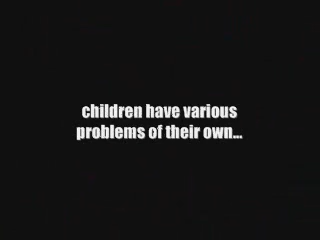 children have various
problems of their own...